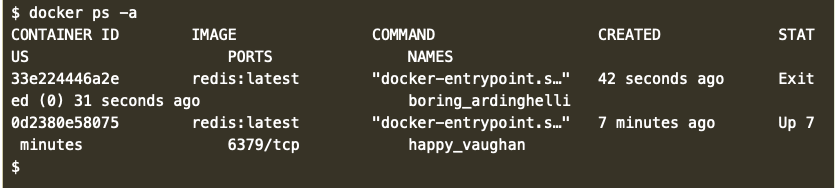 $ docker ps -a
CONTAINER ID IMAGE COMMAND CREATED STAT
US PORTS NAMES
33e224446a2e redis:latest "docker-entrypoint.s…" 42 seconds ago Exit
ed (0) 31 seconds ago boring_ardinghelli
0d2380e58075 redis:latest "docker-entrypoint.s…" 7 minutes ago Up 7
minutes 6379/tcp happy_vaughan
$